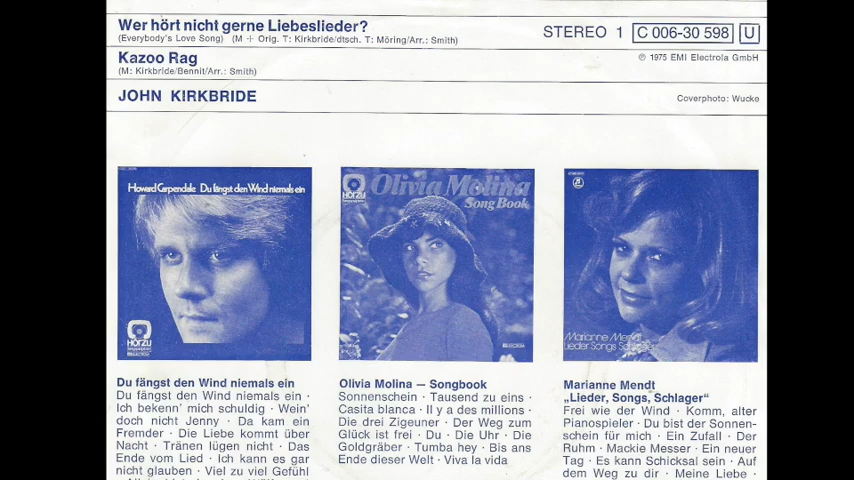 Wer hört nicht gerne Liebeslieder?
(Everybody's Love Song) (M + Orig. T: Kirkbride/dtsch. T: Möring/Arr.: Smith)
STEREO 1 C 006-30 598 U
Kazoo Rag
(M: Kirkbride/Bennit/Arr.: Smith)
℗ 1975 EMI Electrola GmbH
JOHN KIRKBRIDE
Coverphoto: Wucke
Howard Carpendale Du fängst den Wind niemals ein
HÖRZU
Olivia Molina
Song Book
HÖRZU
Marianne Mendt
Lieder Songs Schlager
Du fängst den Wind niemals ein
Du fängst den Wind niemals ein ·
Ich bekenn' mich schuldig · Wein'
doch nicht Jenny · Da kam ein
Fremder · Die Liebe kommt über
Nacht · Tränen lügen nicht · Das
Ende vom Lied · Ich kann es gar
nicht glauben · Viel zu viel Gefühl
Olivia Molina — Songbook
Sonnenschein · Tausend zu eins ·
Casita blanca · Il y a des millions ·
Die drei Zigeuner · Der Weg zum
Glück ist frei · Du · Die Uhr · Die
Goldgräber · Tumba hey · Bis ans
Ende dieser Welt · Viva la vida
Marianne Mendt
„Lieder, Songs, Schlager“
Frei wie der Wind · Komm, alter
Pianospieler · Du bist der Sonnen-
schein für mich · Ein Zufall · Der
Ruhm · Mackie Messer · Ein neuer
Tag · Es kann Schicksal sein · Auf
dem Weg zu dir · Meine Liebe ·